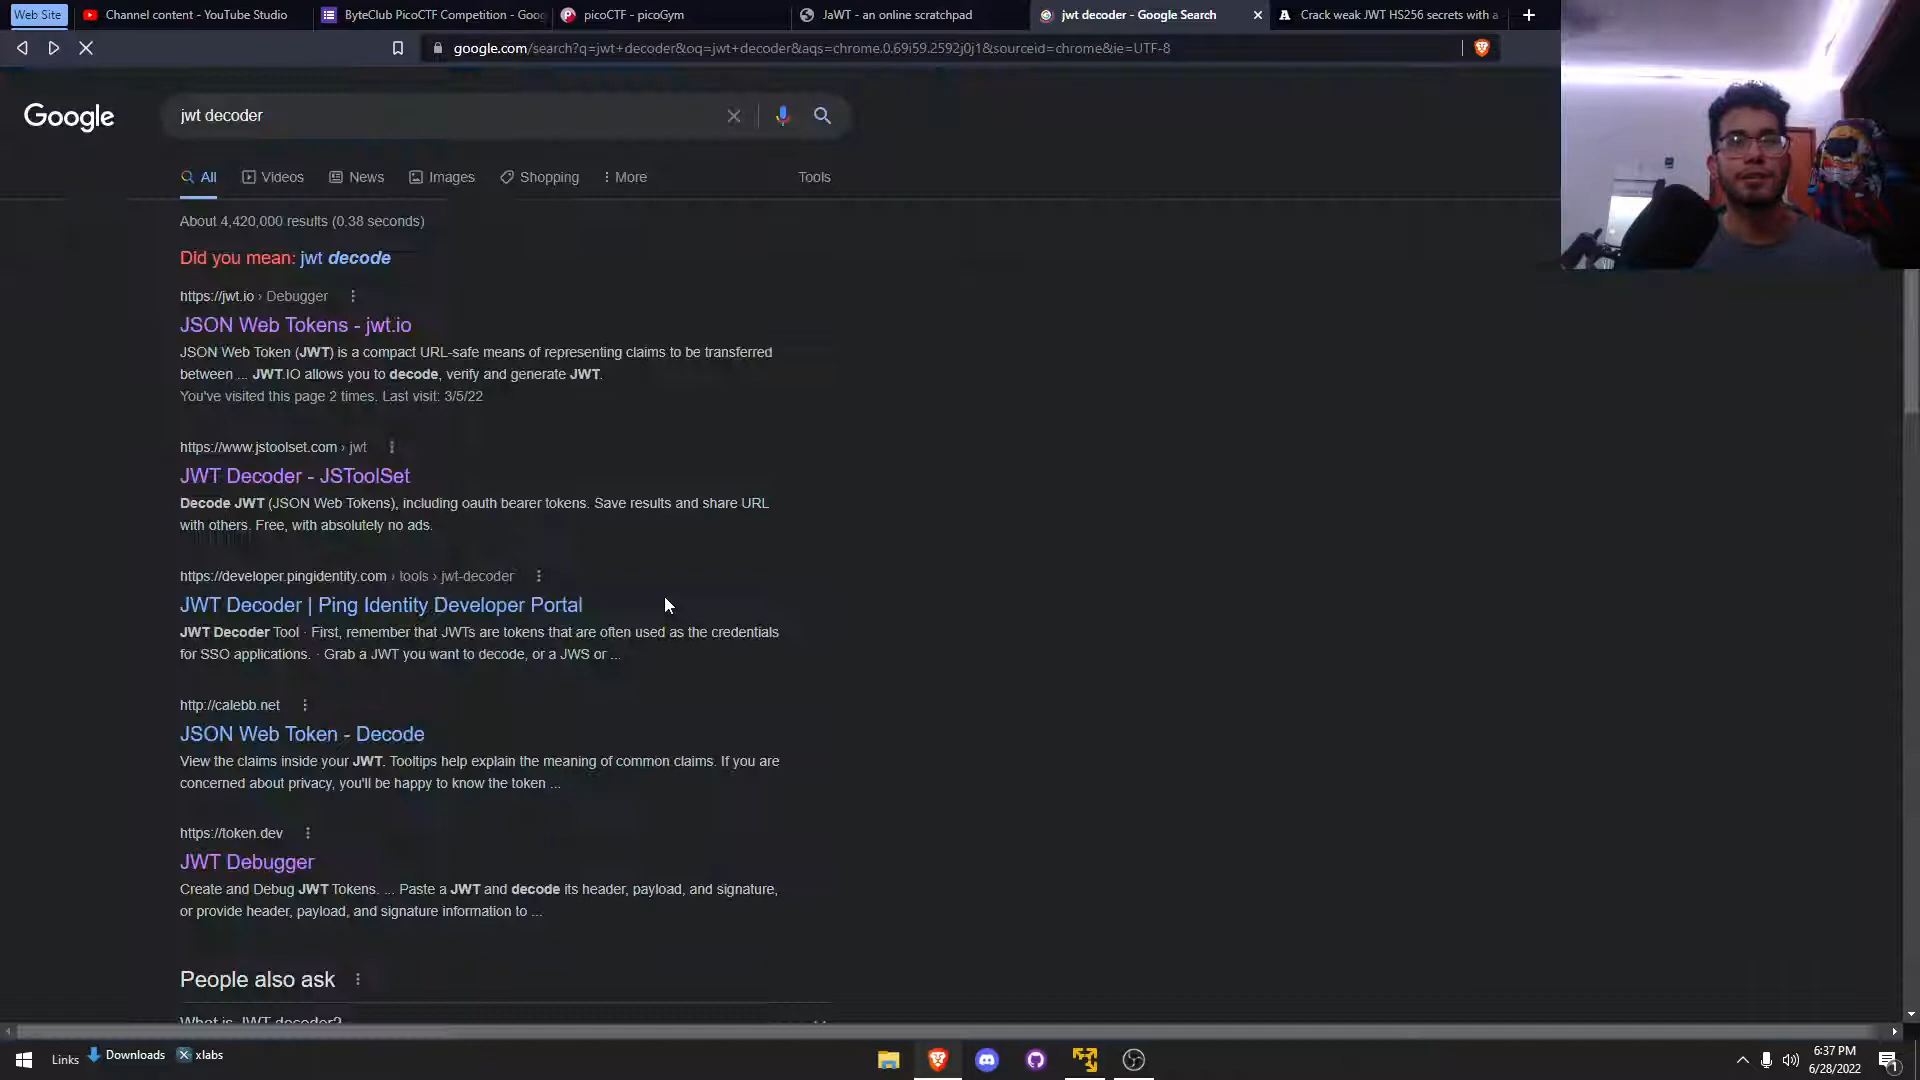 Web Site
Channel content - YouTube Studio
ByteClub PicoCTF Competition - Goog
picoCTF - picoGym
JaWT - an online scratchpad
jwt decoder - Google Search
Crack weak JWT HS256 secrets with a
google.com/search?q=jwt+decoder&oq=jwt+decoder&aqs=chrome.0.69i59.2592j0j1&sourceid=chrome&ie=UTF-8
Google
jwt decoder
All
Videos
News
Images
Shopping
More
Tools
About 4,420,000 results (0.38 seconds)
Did you mean: jwt decode
https://jwt.io › Debugger
JSON Web Tokens - jwt.io
JSON Web Token (JWT) is a compact URL-safe means of representing claims to be transferred
between ... JWT.IO allows you to decode, verify and generate JWT.
You've visited this page 2 times. Last visit: 3/5/22
https://www.jstoolset.com › jwt
JWT Decoder - JSToolSet
Decode JWT (JSON Web Tokens), including oauth bearer tokens. Save results and share URL
with others. Free, with absolutely no ads.
https://developer.pingidentity.com › tools › jwt-decoder
JWT Decoder | Ping Identity Developer Portal
JWT Decoder Tool · First, remember that JWTs are tokens that are often used as the credentials
for SSO applications. · Grab a JWT you want to decode, or a JWS or ...
http://calebb.net
JSON Web Token - Decode
View the claims inside your JWT. Tooltips help explain the meaning of common claims. If you are
concerned about privacy, you'll be happy to know the token ...
https://token.dev
JWT Debugger
Create and Debug JWT Tokens. ... Paste a JWT and decode its header, payload, and signature,
or provide header, payload, and signature information to ...
People also ask
What is JWT decoder?
Links
Downloads
xlabs
6:37 PM
6/28/2022
1